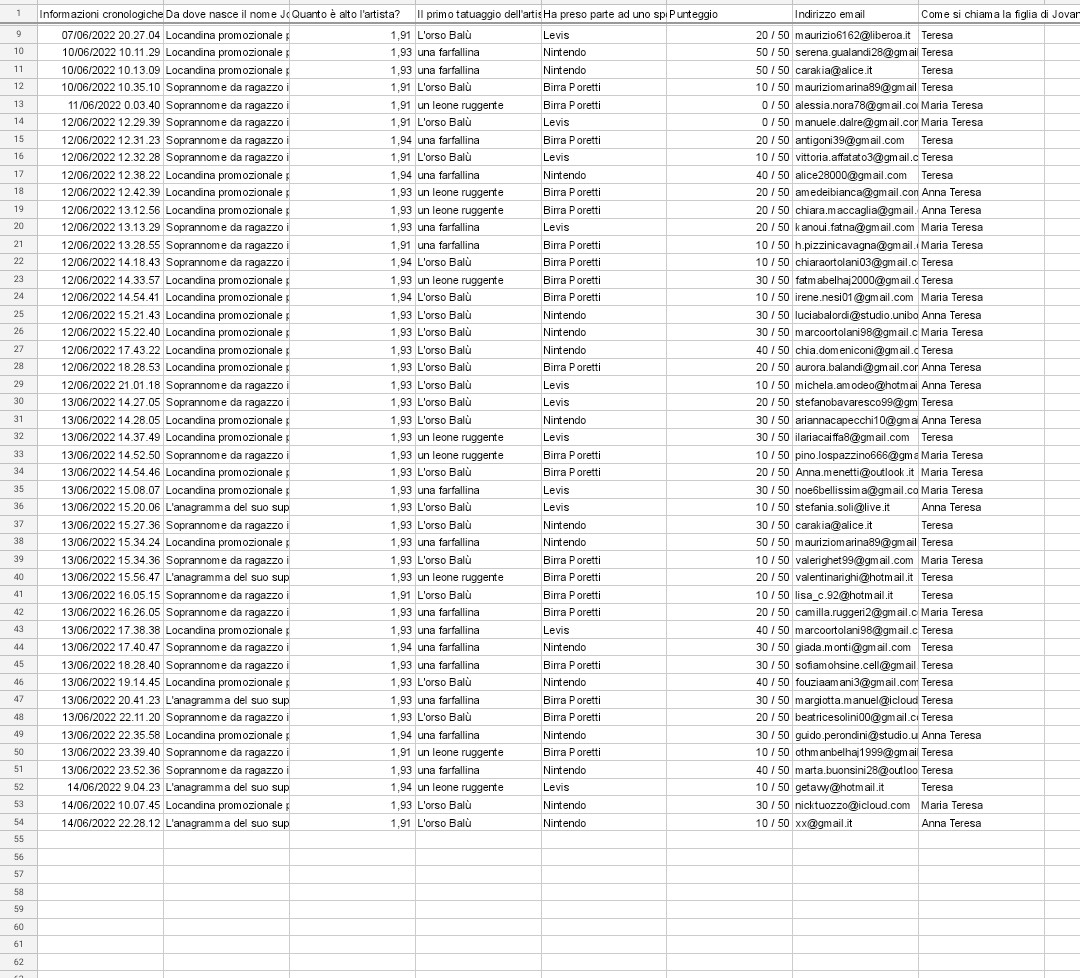 1 Informazioni cronologiche Da dove nasce il nome Jo Quanto è alto l'artista? Il primo tatuaggio dell'artis Ha preso parte ad uno spo Punteggio Indirizzo email Come si chiama la figlia di Jovan
9 07/06/2022 20.27.04 Locandina promozionale p 1,91 L'orso Balù Levis 20 / 50 maurizio6162@liberoa.it Teresa
10 10/06/2022 10.11.29 Locandina promozionale p 1,93 una farfallina Nintendo 50 / 50 serena.gualandi28@gmai Teresa
11 10/06/2022 10.13.09 Locandina promozionale p 1,93 una farfallina Nintendo 50 / 50 carakia@alice.it Teresa
12 10/06/2022 10.35.10 Soprannome da ragazzo i 1,91 L'orso Balù Birra Poretti 10 / 50 mauriziomarina89@gmail Teresa
13 11/06/2022 0.03.40 Soprannome da ragazzo i 1,91 un leone ruggente Birra Poretti 0 / 50 alessia.nora78@gmail.co Maria Teresa
14 12/06/2022 12.29.39 Soprannome da ragazzo i 1,91 L'orso Balù Levis 0 / 50 manuele.dalre@gmail.cor Maria Teresa
15 12/06/2022 12.31.23 Soprannome da ragazzo i 1,94 una farfallina Birra Poretti 20 / 50 antigoni39@gmail.com Teresa
16 12/06/2022 12.32.28 Soprannome da ragazzo i 1,91 L'orso Balù Levis 10 / 50 vittoria.affatato3@gmail.c Teresa
17 12/06/2022 12.38.22 Locandina promozionale p 1,94 una farfallina Nintendo 40 / 50 alice28000@gmail.com Teresa
18 12/06/2022 12.42.39 Locandina promozionale p 1,93 un leone ruggente Birra Poretti 20 / 50 amedeibianca@gmail.con Anna Teresa
19 12/06/2022 13.12.56 Locandina promozionale p 1,93 un leone ruggente Birra Poretti 20 / 50 chiara.maccaglia@gmail. Anna Teresa
20 12/06/2022 13.13.29 Soprannome da ragazzo i 1,93 una farfallina Levis 20 / 50 kanoui.fatna@gmail.com Maria Teresa
21 12/06/2022 13.28.55 Soprannome da ragazzo i 1,91 una farfallina Birra Poretti 10 / 50 h.pizzinicavagna@gmail. Maria Teresa
22 12/06/2022 14.18.43 Soprannome da ragazzo i 1,94 L'orso Balù Birra Poretti 10 / 50 chiaraortolani03@gmail.c Teresa
23 12/06/2022 14.33.57 Locandina promozionale p 1,93 un leone ruggente Birra Poretti 30 / 50 fatmabelhaj2000@gmail.c Teresa
24 12/06/2022 14.54.41 Locandina promozionale p 1,94 L'orso Balù Birra Poretti 10 / 50 irene.nesi01@gmail.com Maria Teresa
25 12/06/2022 15.21.43 Locandina promozionale p 1,93 L'orso Balù Nintendo 30 / 50 luciabalordi@studio.unibo Anna Teresa
26 12/06/2022 15.22.40 Locandina promozionale p 1,93 L'orso Balù Nintendo 30 / 50 marcoortolani98@gmail.c Maria Teresa
27 12/06/2022 17.43.22 Locandina promozionale p 1,93 L'orso Balù Nintendo 40 / 50 chia.domeniconi@gmail.c Teresa
28 12/06/2022 18.28.53 Locandina promozionale p 1,93 L'orso Balù Birra Poretti 20 / 50 aurora.balandi@gmail.com Anna Teresa
29 12/06/2022 21.01.18 Soprannome da ragazzo i 1,93 L'orso Balù Levis 10 / 50 michela.amodeo@hotmai Anna Teresa
30 13/06/2022 14.27.05 Soprannome da ragazzo i 1,93 L'orso Balù Levis 20 / 50 stefanobavaresco99@gm Teresa
31 13/06/2022 14.28.05 Locandina promozionale p 1,93 L'orso Balù Nintendo 30 / 50 ariannacapecchi10@gmai Anna Teresa
32 13/06/2022 14.37.49 Locandina promozionale p 1,93 un leone ruggente Levis 30 / 50 ilariacaiffa8@gmail.com Teresa
33 13/06/2022 14.52.50 Soprannome da ragazzo i 1,93 un leone ruggente Birra Poretti 10 / 50 pino.lospazzino666@gma Maria Teresa
34 13/06/2022 14.54.46 Locandina promozionale p 1,93 L'orso Balù Birra Poretti 20 / 50 Anna.menetti@outlook.it Maria Teresa
35 13/06/2022 15.08.07 Locandina promozionale p 1,93 una farfallina Levis 30 / 50 noe6bellissima@gmail.co Maria Teresa
36 13/06/2022 15.20.06 L'anagramma del suo sup 1,93 L'orso Balù Levis 10 / 50 stefania.soli@live.it Anna Teresa
37 13/06/2022 15.27.36 Soprannome da ragazzo i 1,93 L'orso Balù Nintendo 30 / 50 carakia@alice.it Teresa
38 13/06/2022 15.34.24 Locandina promozionale p 1,93 una farfallina Nintendo 50 / 50 mauriziomarina89@gmail Teresa
39 13/06/2022 15.34.36 Soprannome da ragazzo i 1,93 L'orso Balù Birra Poretti 10 / 50 valerighet99@gmail.com Maria Teresa
40 13/06/2022 15.56.47 L'anagramma del suo sup 1,93 un leone ruggente Birra Poretti 20 / 50 valentinarighi@hotmail.it Teresa
41 13/06/2022 16.05.15 Soprannome da ragazzo i 1,91 L'orso Balù Birra Poretti 10 / 50 lisa_c.92@hotmail.it Teresa
42 13/06/2022 16.26.05 Soprannome da ragazzo i 1,93 una farfallina Birra Poretti 20 / 50 camilla.ruggeri2@gmail.c Maria Teresa
43 13/06/2022 17.38.38 Locandina promozionale p 1,93 una farfallina Levis 40 / 50 marcoortolani98@gmail.c Teresa
44 13/06/2022 17.40.47 Soprannome da ragazzo i 1,94 una farfallina Nintendo 30 / 50 giada.monti@gmail.com Teresa
45 13/06/2022 18.28.40 Soprannome da ragazzo i 1,93 una farfallina Birra Poretti 30 / 50 sofiamohsine.cell@gmail Teresa
46 13/06/2022 19.14.45 Locandina promozionale p 1,93 L'orso Balù Nintendo 40 / 50 fouziaamani3@gmail.com Teresa
47 13/06/2022 20.41.23 L'anagramma del suo sup 1,93 una farfallina Birra Poretti 30 / 50 margiotta.manuel@icloud Teresa
48 13/06/2022 22.11.20 Soprannome da ragazzo i 1,93 L'orso Balù Birra Poretti 20 / 50 beatricesolini00@gmail.c Teresa
49 13/06/2022 22.35.58 Locandina promozionale p 1,94 una farfallina Nintendo 30 / 50 guido.perondini@studio.u Anna Teresa
50 13/06/2022 23.39.40 Soprannome da ragazzo i 1,91 un leone ruggente Birra Poretti 10 / 50 othmanbelhaj1999@gmai Teresa
51 13/06/2022 23.52.36 Soprannome da ragazzo i 1,93 una farfallina Nintendo 40 / 50 marta.buonsini28@outloo Teresa
52 14/06/2022 9.04.23 L'anagramma del suo sup 1,94 un leone ruggente Levis 10 / 50 getavvy@hotmail.it Teresa
53 14/06/2022 10.07.45 Locandina promozionale p 1,93 L'orso Balù Nintendo 30 / 50 nicktuozzo@icloud.com Maria Teresa
54 14/06/2022 22.28.12 L'anagramma del suo sup 1,91 L'orso Balù Nintendo 10 / 50 xx@gmail.it Anna Teresa
55
56
57
58
59
60
61
62